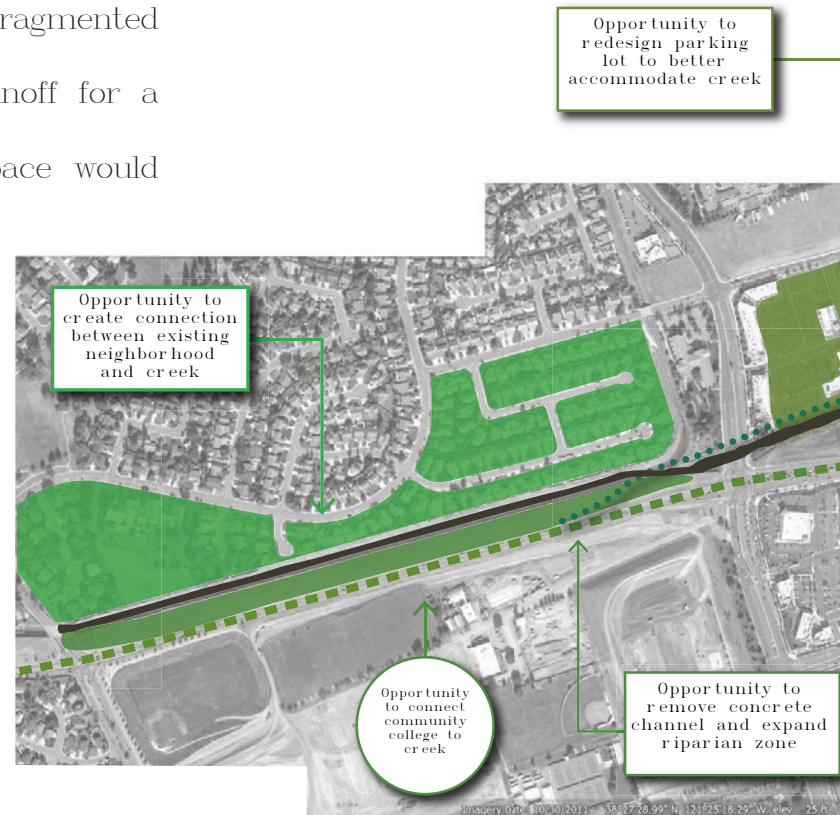 ragmented
noff for a
pace would
Opportunity to
redesign parking
lot to better
accommodate creek
Opportunity to
create connection
between existing
neighborhood
and creek
Opportunity
to connect
community
college to
creek
Opportunity to
remove concrete
channel and expand
riparian zone
Imagery Date: 10/30/2011 38°27'28.99" N 121°25'18.29" W elev 25 ft